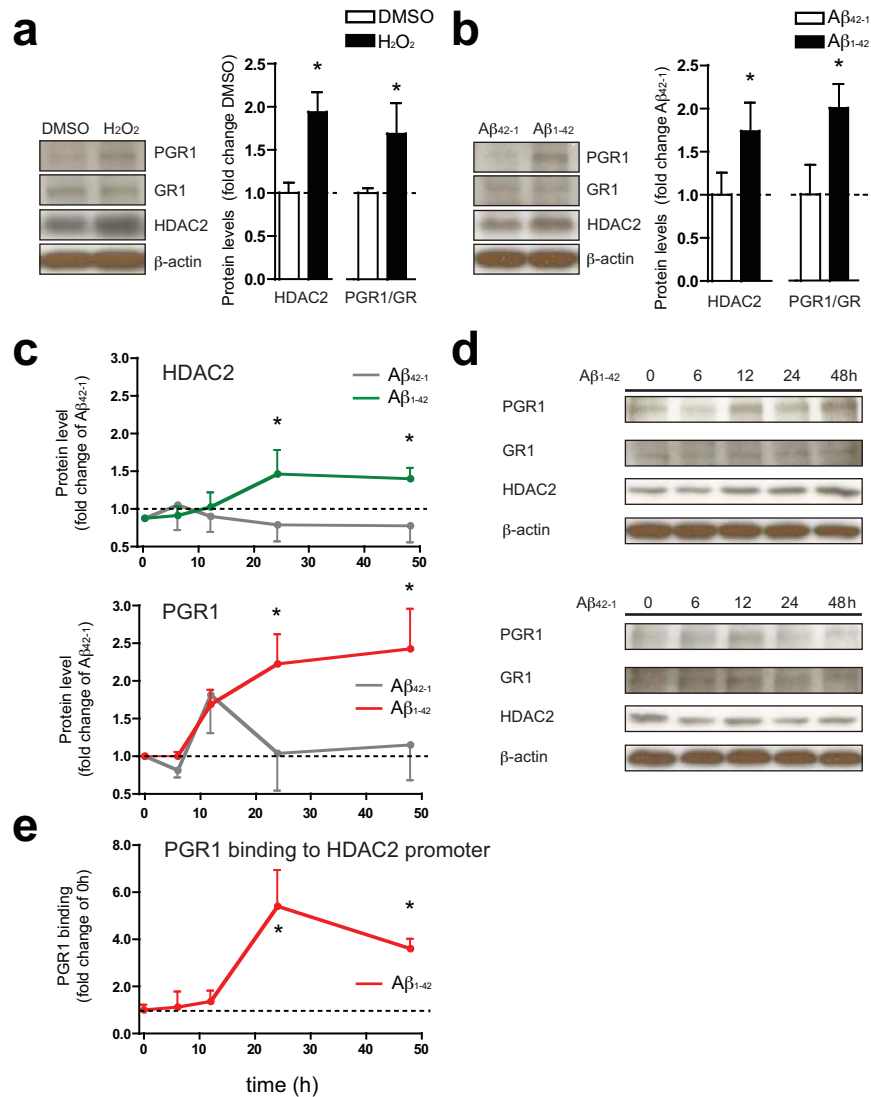 a
DMSO
H₂O₂
DMSO H₂O₂
PGR1
GR1
HDAC2
β-actin
Protein levels (fold change DMSO)
2.5
2.0
1.5
1.0
0.5
0.0
* *
HDAC2 PGR1/GR
b
Aβ₄₂₋₁
Aβ₁₋₄₂
Aβ₄₂₋₁ Aβ₁₋₄₂
PGR1
GR1
HDAC2
β-actin
Protein levels (fold change Aβ₄₂₋₁)
2.5
2.0
1.5
1.0
0.5
0.0
* *
HDAC2 PGR1/GR
c
HDAC2
Aβ₄₂₋₁
Aβ₁₋₄₂
Protein level
(fold change of Aβ₄₂₋₁)
3.0
2.5
2.0
1.5
1.0
0.5
* *
0 10 20 30 40 50
PGR1
Aβ₄₂₋₁
Aβ₁₋₄₂
Protein level
(fold change of Aβ₄₂₋₁)
3.0
2.5
2.0
1.5
1.0
0.5
* *
0 10 20 30 40 50
d
Aβ₁₋₄₂ 0 6 12 24 48h
PGR1
GR1
HDAC2
β-actin
Aβ₄₂₋₁ 0 6 12 24 48h
PGR1
GR1
HDAC2
β-actin
e
PGR1 binding to HDAC2 promoter
PGR1 binding
(fold change of 0h)
8.0
6.0
4.0
2.0
0.0
* *
Aβ₁₋₄₂
0 10 20 30 40 50
time (h)